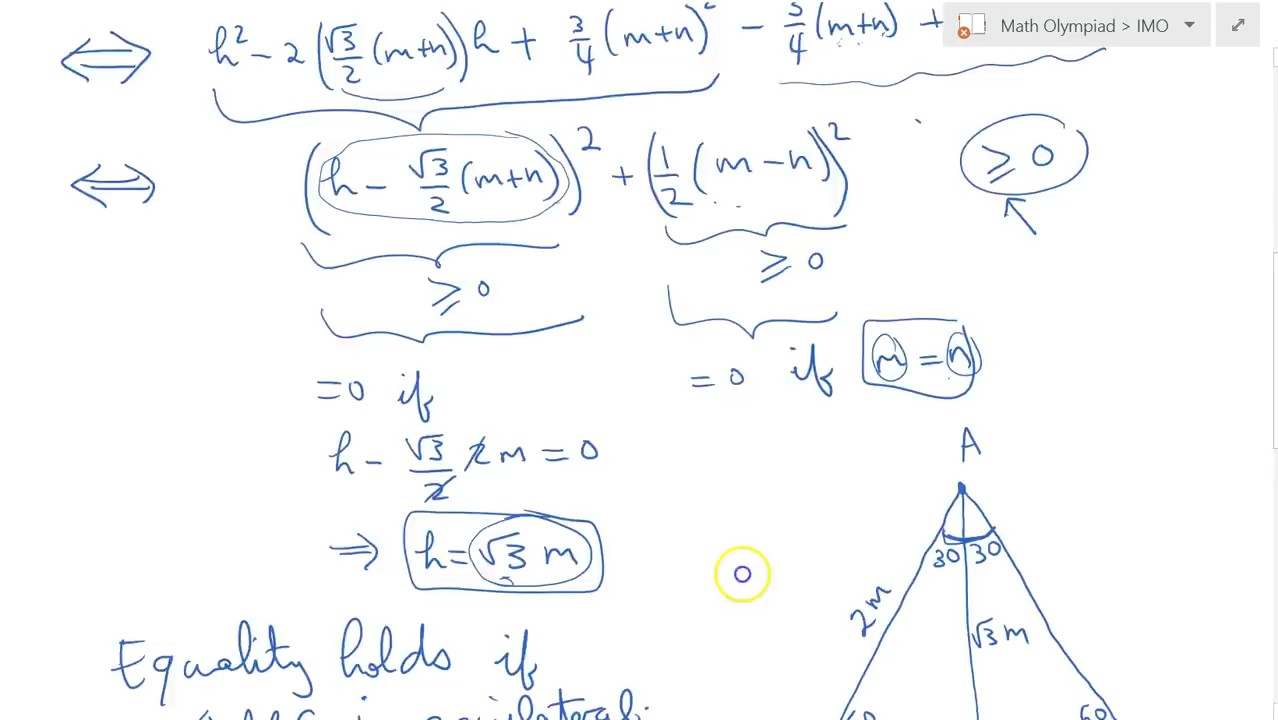 Math Olympiad > IMO
⟺ h² - 2 (√3/2 (m+n)) h + 3/4 (m+n)² - 3/4 (m+n) +
⟺ (h - √3/2 (m+n))² + (1/2 (m-n))² ⩾ 0
⩾ 0
⩾ 0
=0 if
= 0 if m = n
h - √3/2 2m = 0
⇒ h = √3 m
A
30 30
2m
√3 m
Equality holds if
equilateral:
60